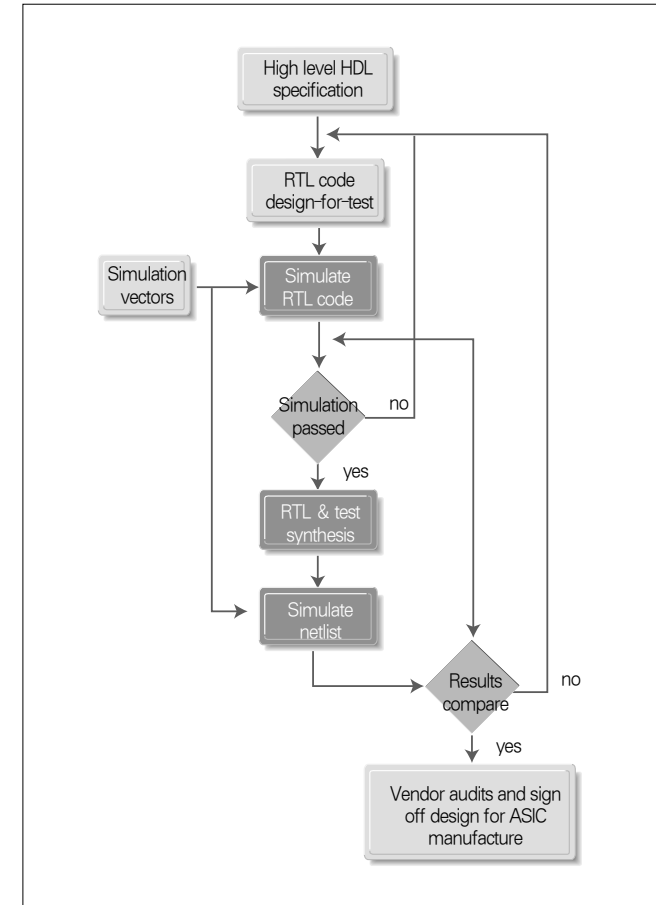 High level HDL
specification
RTL code
design-for-test
Simulation
vectors
Simulate
RTL code
Simulation
passed
no
yes
RTL & test
synthesis
Simulate
netlist
Results
compare
no
yes
Vendor audits and sign
off design for ASIC
manufacture